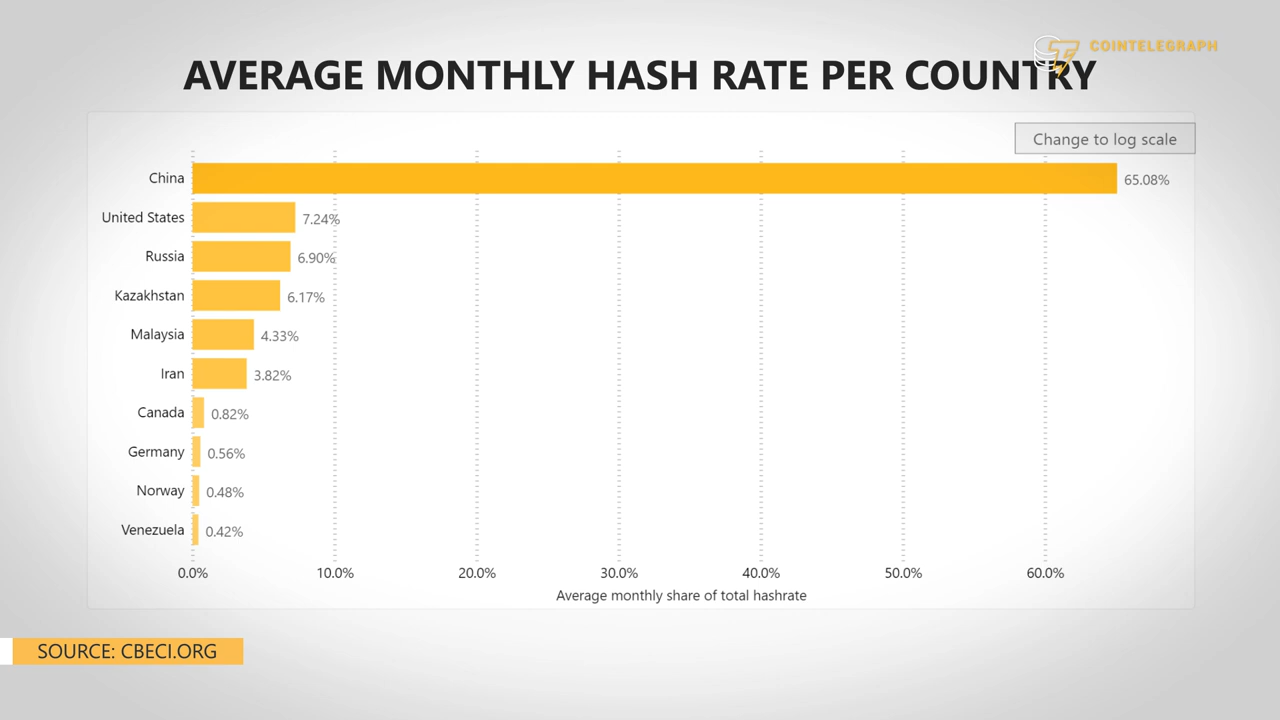 COINTELEGRAPH
AVERAGE MONTHLY HASH RATE PER COUNTRY
Change to log scale
China 65.08%
United States 7.24%
Russia 6.90%
Kazakhstan 6.17%
Malaysia 4.33%
Iran 3.82%
Canada 0.82%
Germany 0.56%
Norway 0.48%
Venezuela 0.42%
0.0% 10.0% 20.0% 30.0% 40.0% 50.0% 60.0%
Average monthly share of total hashrate
SOURCE: CBECI.ORG